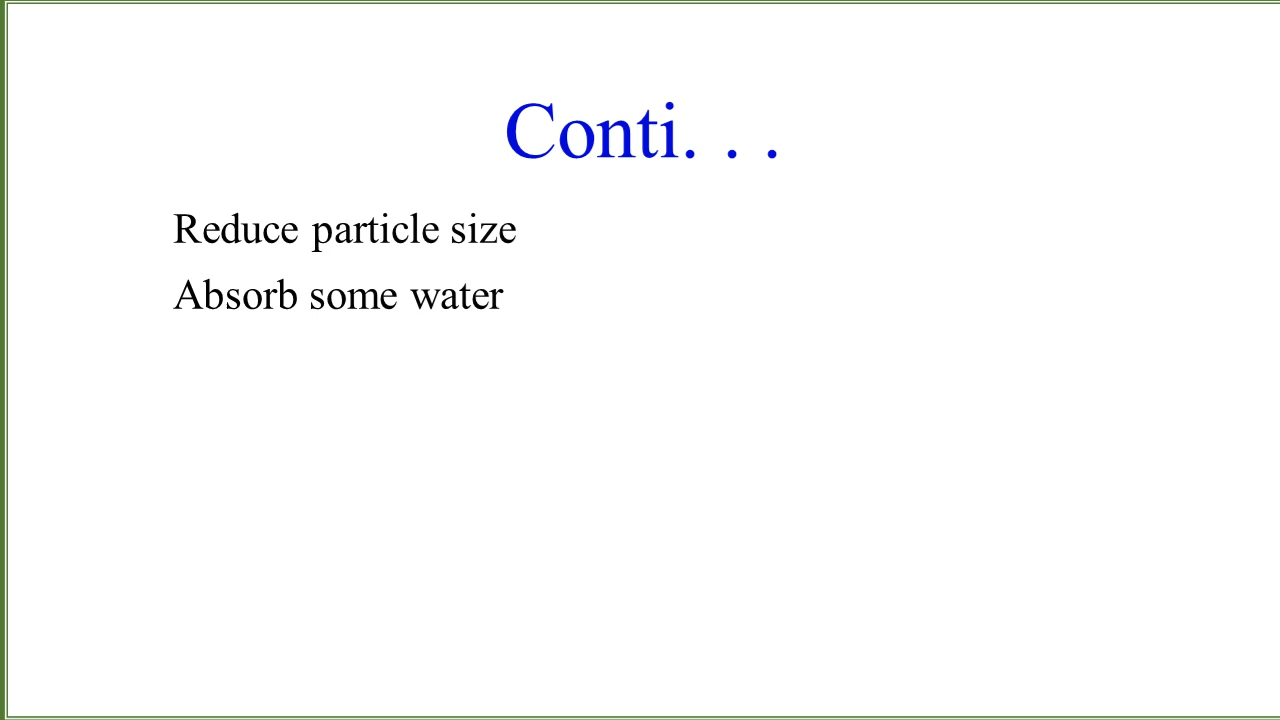 Conti. . .
Reduce particle size
Absorb some water